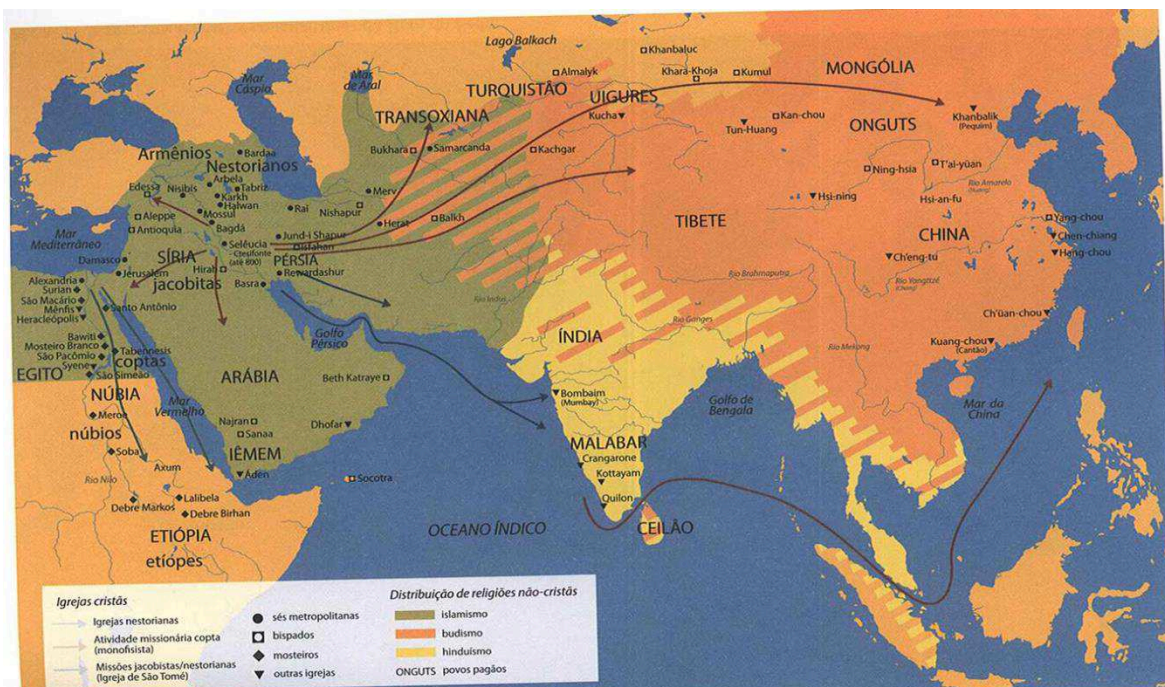 Lago Balkach
Khanbaluc
MONGÓLIA
Mar
Cáspio
Mar
de Aral
Almalyk
Khara-Khoja
Kumul
TURQUISTÃO
UIGURES
TRANSOXIANA
Kucha
Tun-Huang
Kan-chou
ONGUTS
Khanbalik
(Pequim)
Armênios
Bardaa
Nestorianos
Bukhara
Samarcanda
Kachgar
Ning-hsia
T'ai-yüan
Arbela
Edessa
Nisibis
Tabriz
Karkh
Halwan
Merv
Rai
Nishapur
Hsi-ning
Hsi-an-fu
Rio Amarelo
(Huang)
Aleppe
Antioquia
Mossul
Bagdá
Herat
Balkh
TIBETE
CHINA
Yang-chou
Chen-chiang
Hang-chou
Mar
Mediterrâneo
Selêucia
Ctesifonte
(até 800)
Jund-i Shapur
Isfahan
PÉRSIA
Damasco
SÍRIA
Hirah
Rewardashur
Ch'eng-tu
Rio Brahmaputra
Rio Yangtzé
(Chang)
Alexandria
Jerusalém
jacobitas
Basra
Surian
São Macário
Mênfis
Heracleópolis
Santo Antônio
Rio Indus
Rio Ganges
Ch'üan-chou
Golfo
Pérsico
ÍNDIA
Rio Mekong
Kuang-chou
(Cantão)
Bawiti
Mosteiro Branco
São Pacômio
Syene
São Simeão
Tabennesis
coptas
EGITO
ARÁBIA
Beth Katraye
Bombaim
(Mumbay)
Golfo de
Bengala
Mar da
China
NÚBIA
Mar
Vermelho
Meroe
núbios
Najran
Sanaa
Dhofar
MALABAR
Crangarone
Soba
IÊMEM
Kottayam
Axum
Áden
Socotra
Quilon
Rio Nilo
Lalibela
Debre Markos
Debre Birhan
OCEANO ÍNDICO
CEILÃO
ETIÓPIA
etíopes
Igrejas cristãs
Igrejas nestorianas
Atividade missionária copta
(monofisista)
Missões jacobistas/nestorianas
(Igreja de São Tomé)
sés metropolitanas
bispados
mosteiros
outras igrejas
Distribuição de religiões não-cristãs
islamismo
budismo
hinduísmo
ONGUTS povos pagãos